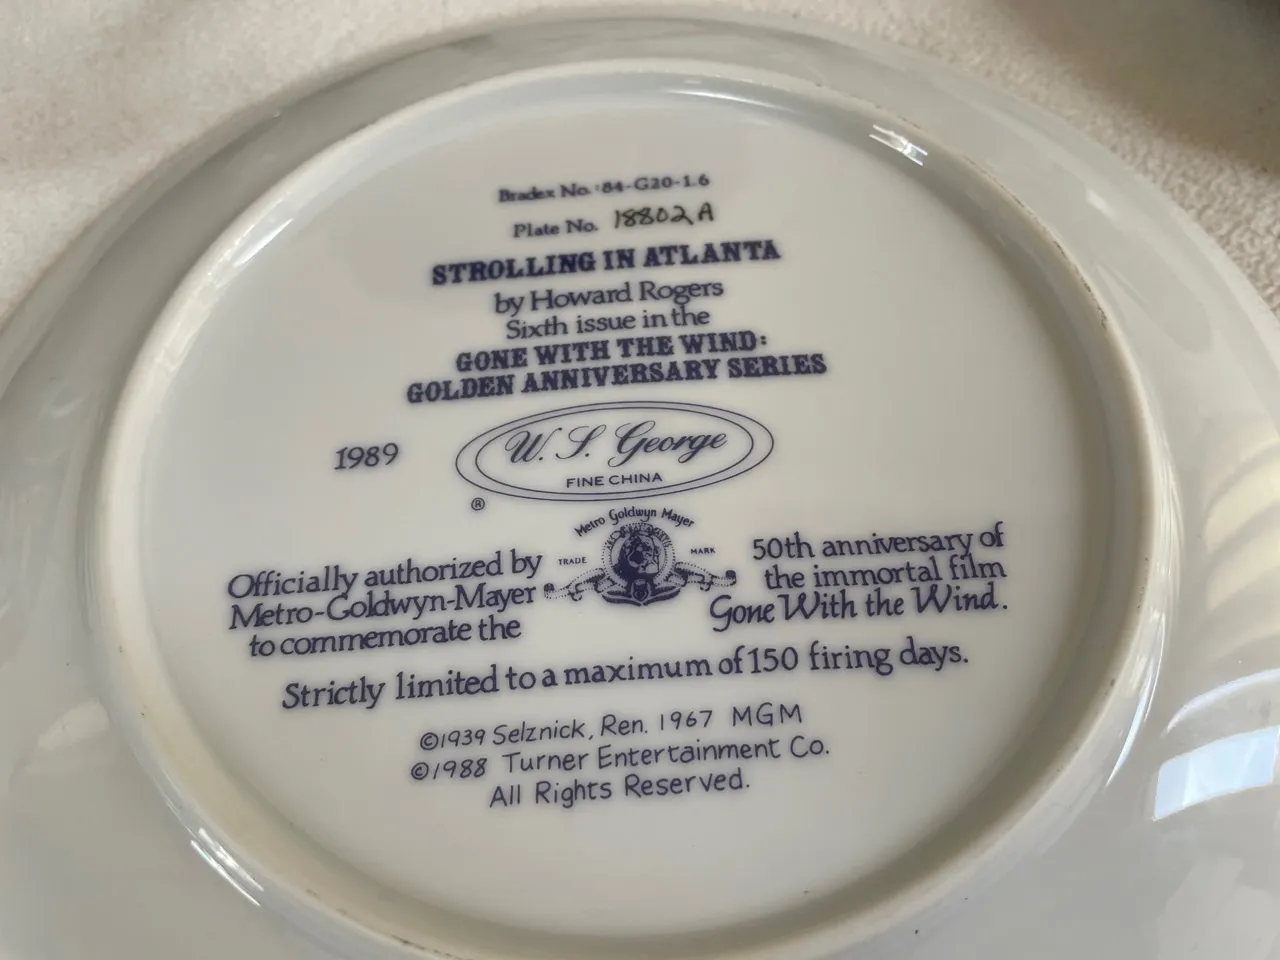 Bradex No. 84-G20-1.6
Plate No. 18802A
STROLLING IN ATLANTA
by Howard Rogers
Sixth issue in the
GONE WITH THE WIND:
GOLDEN ANNIVERSARY SERIES
1989
W. S. George
FINE CHINA
®
Metro Goldwyn Mayer
TRADE MARK
Officially authorized by
Metro-Goldwyn-Mayer
to commemorate the
50th anniversary of
the immortal film
Gone With the Wind.
Strictly limited to a maximum of 150 firing days.
©1939 Selznick, Ren. 1967 MGM
©1988 Turner Entertainment Co.
All Rights Reserved.